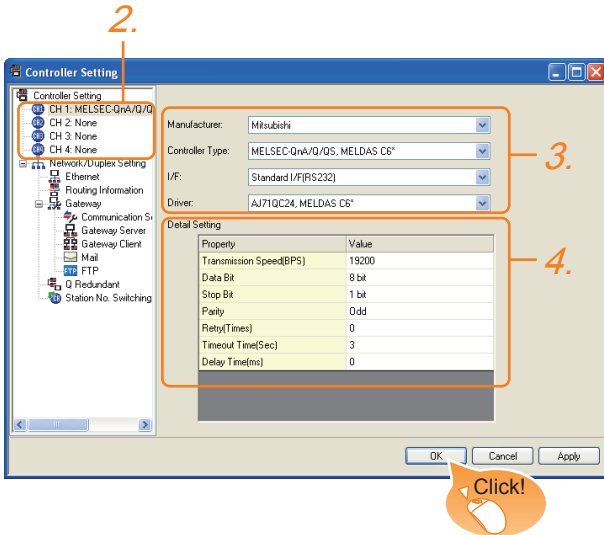 2.
Controller Setting
Controller Setting
CH 1: MELSEC-QnA/Q/Q
CH 2: None
CH 3: None
CH 4: None
Network/Duplex Setting
Ethernet
Routing Information
Gateway
Communication S
Gateway Server
Gateway Client
Mail
FTP FTP
Q Redundant
Station No. Switching
Manufacturer: Mitsubishi
Controller Type: MELSEC-QnA/Q/QS, MELDAS C6*
I/F: Standard I/F(RS232)
Driver: AJ71QC24, MELDAS C6*
3.
Detail Setting
Property Value
Transmission Speed(BPS) 19200
Data Bit 8 bit
Stop Bit 1 bit
Parity Odd
Retry(Times) 0
Timeout Time(Sec) 3
Delay Time(ms) 0
4.
OK Cancel Apply
Click!